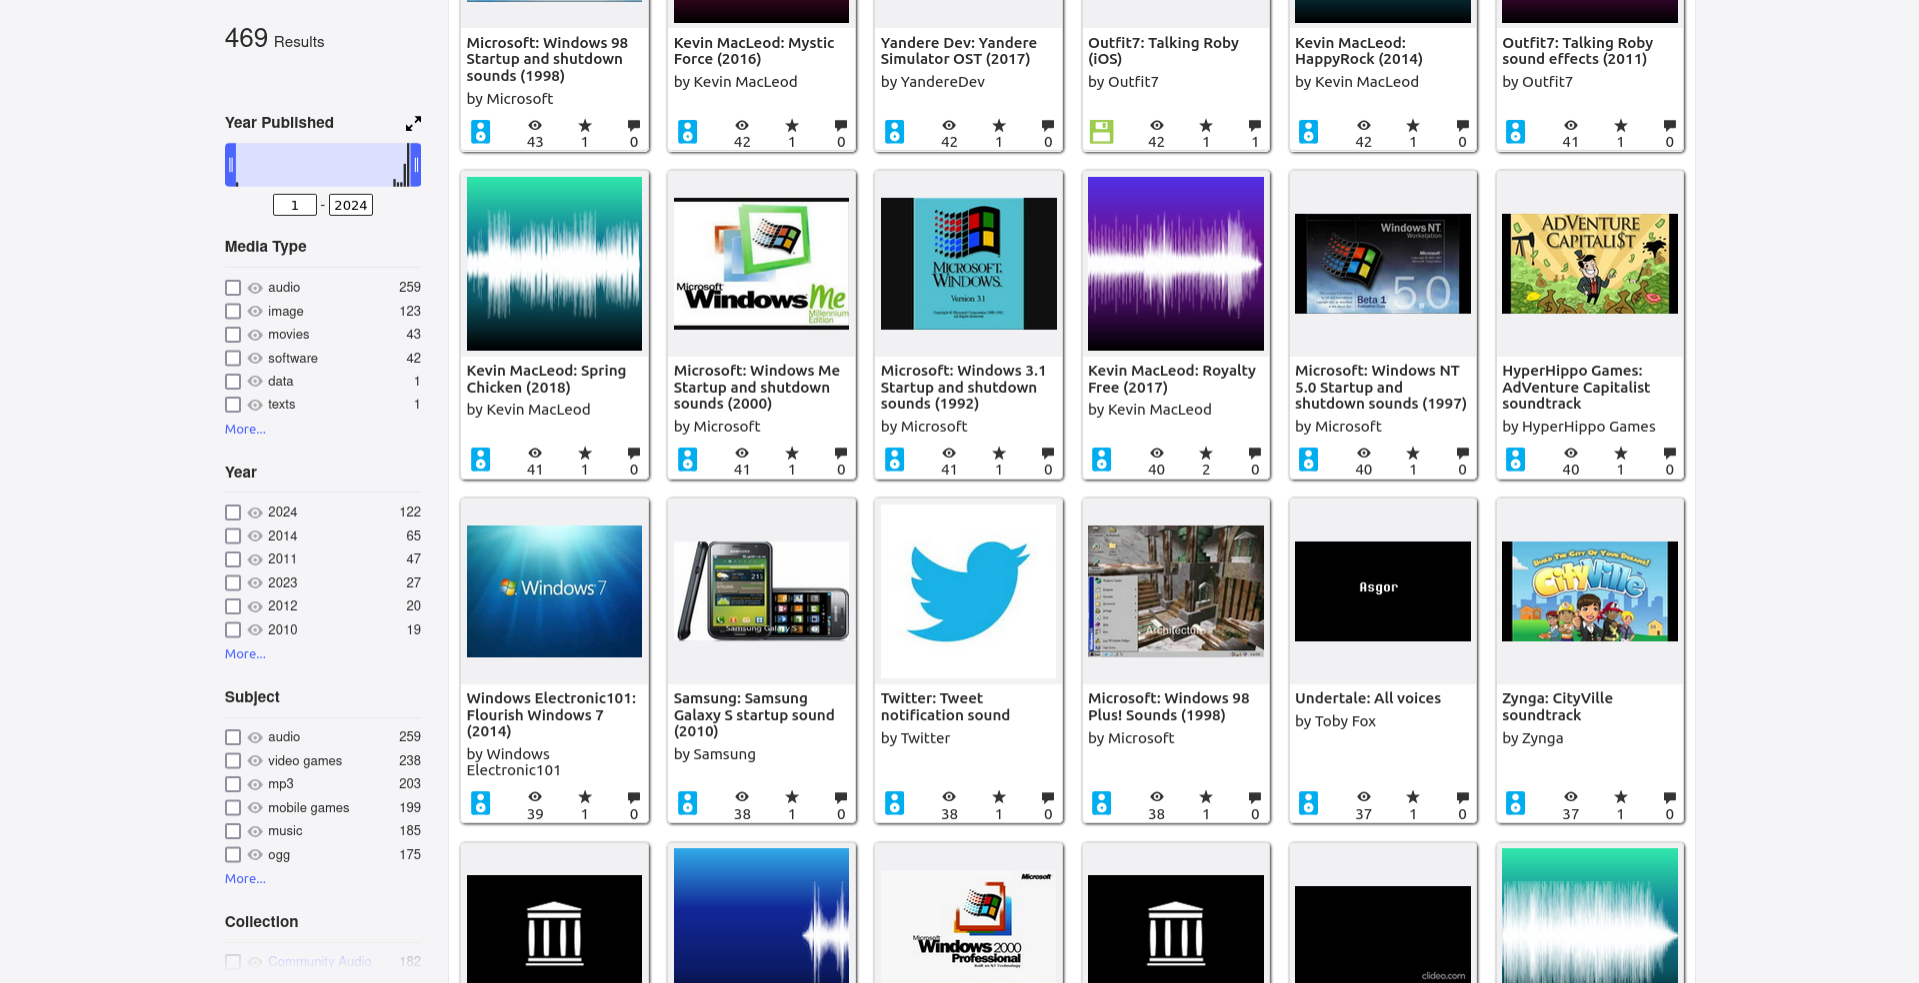 469 Results
Year Published
1 - 2024
Media Type
audio 259
image 123
movies 43
software 42
data 1
texts 1
More...
Year
2024 122
2014 65
2011 47
2023 27
2012 20
2010 19
More...
Subject
audio 259
video games 238
mp3 203
mobile games 199
music 185
ogg 175
More...
Collection
Community Audio 182
Microsoft: Windows 98
Startup and shutdown
sounds (1998)
by Microsoft
43 1 0
Kevin MacLeod: Mystic
Force (2016)
by Kevin MacLeod
42 1 0
Yandere Dev: Yandere
Simulator OST (2017)
by YandereDev
42 1 0
Outfit7: Talking Roby
(iOS)
by Outfit7
42 1 1
Kevin MacLeod:
HappyRock (2014)
by Kevin MacLeod
42 1 0
Outfit7: Talking Roby
sound effects (2011)
by Outfit7
41 1 0
Kevin MacLeod: Spring
Chicken (2018)
by Kevin MacLeod
41 1 0
Microsoft
Windows Me
Millennium
Edition
Microsoft: Windows Me
Startup and shutdown
sounds (2000)
by Microsoft
41 1 0
MICROSOFT.
WINDOWS.
Version 3.1
Microsoft: Windows 3.1
Startup and shutdown
sounds (1992)
by Microsoft
41 1 0
Kevin MacLeod: Royalty
Free (2017)
by Kevin MacLeod
40 2 0
Windows NT
Workstation
Microsoft
Beta 1 5.0
Microsoft: Windows NT
5.0 Startup and
shutdown sounds (1997)
by Microsoft
40 1 0
ADVENTURE
CAPITALI$T
HyperHippo Games:
AdVenture Capitalist
soundtrack
by HyperHippo Games
40 1 0
Windows 7
Windows Electronic101:
Flourish Windows 7
(2014)
by Windows
Electronic101
39 1 0
Samsung Galaxy S
Samsung: Samsung
Galaxy S startup sound
(2010)
by Samsung
38 1 0
Twitter: Tweet
notification sound
by Twitter
38 1 0
Architecture
Microsoft: Windows 98
Plus! Sounds (1998)
by Microsoft
38 1 0
Asgor
Undertale: All voices
by Toby Fox
37 1 0
BUILD THE CITY OF YOUR DREAMS!
CityVille
Zynga: CityVille
soundtrack
by Zynga
37 1 0
Microsoft
Microsoft
Windows 2000
Professional
Built on NT Technology
clideo.com